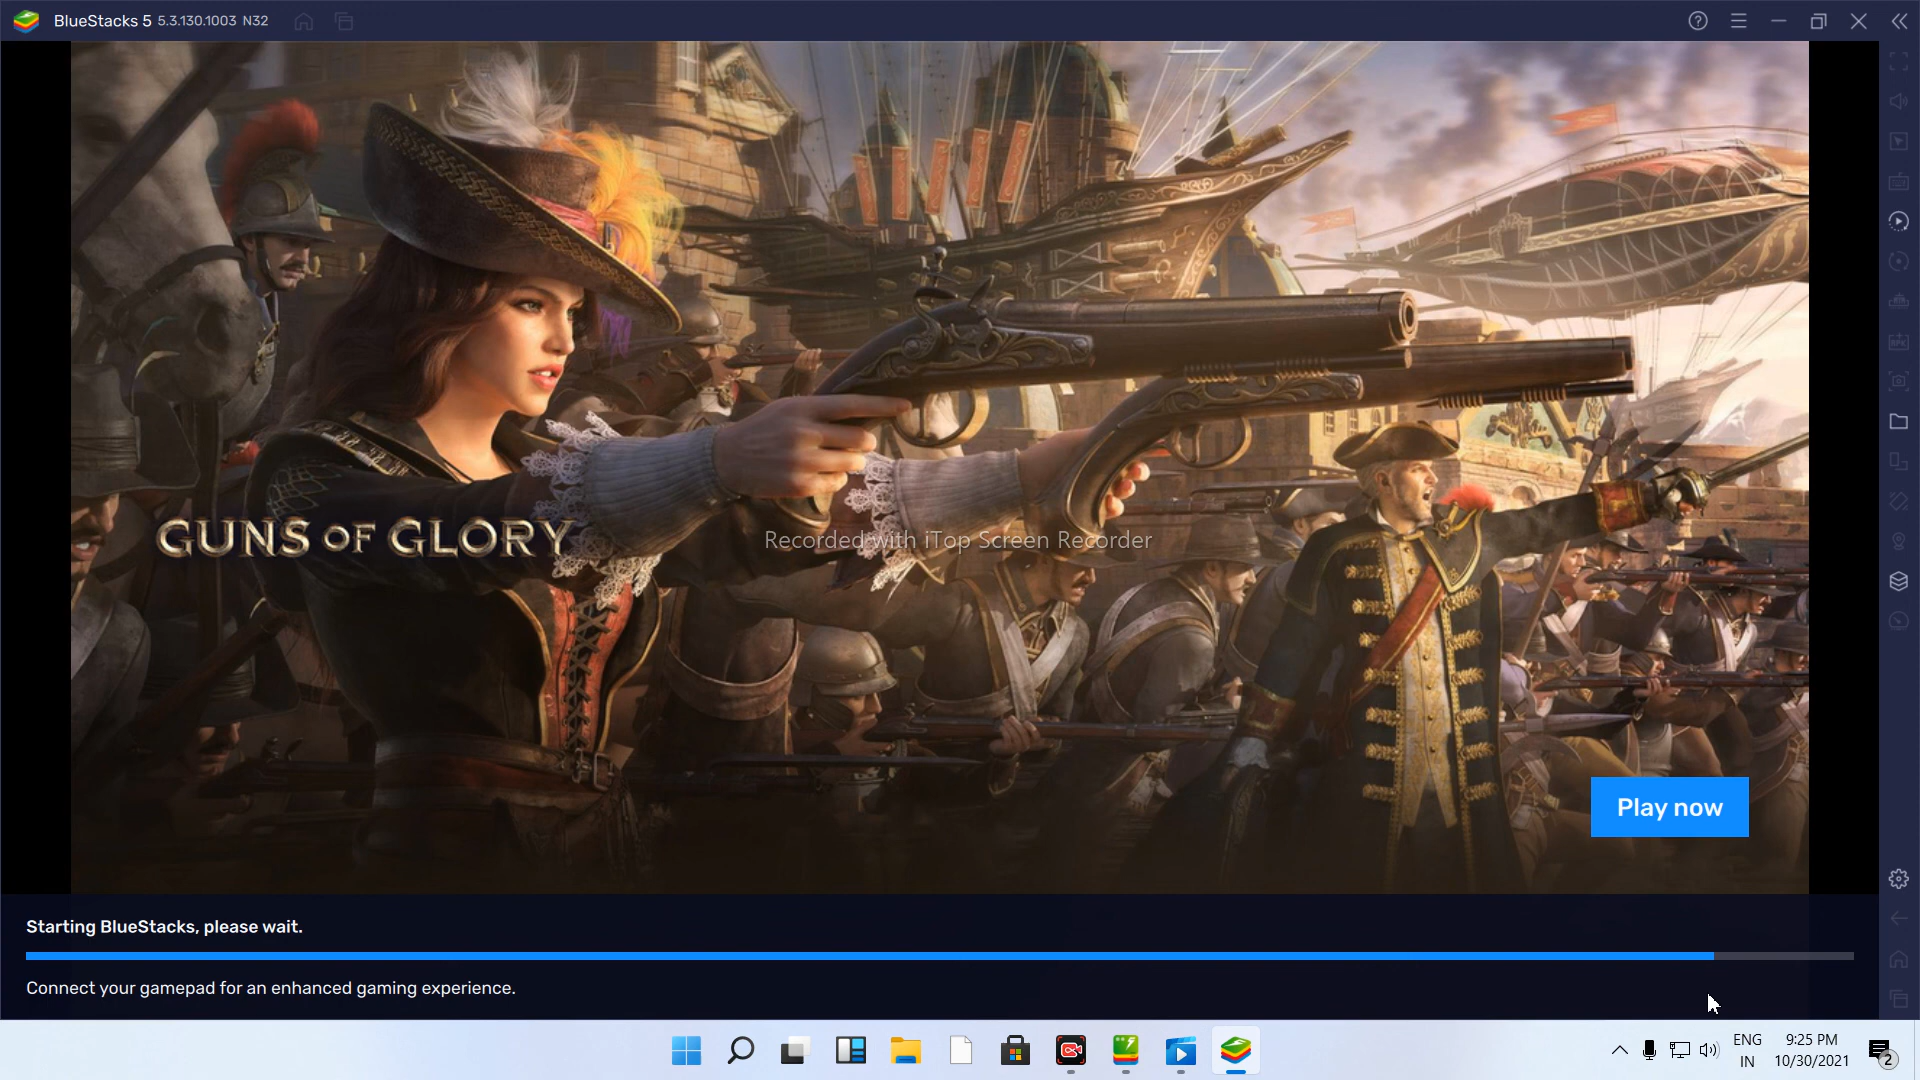 BlueStacks 5 5.3.130.1003 N32
GUNS OF GLORY
Recorded with iTop Screen Recorder
Play now
Starting BlueStacks, please wait.
Connect your gamepad for an enhanced gaming experience.
ENG
IN
9:25 PM
10/30/2021
2